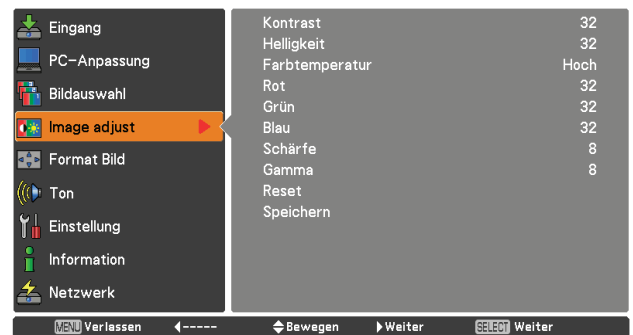 Eingang
PC-Anpassung
Bildauswahl
Image adjust
Format Bild
Ton
Einstellung
Information
Netzwerk
Kontrast 32
Helligkeit 32
Farbtemperatur Hoch
Rot 32
Grün 32
Blau 32
Schärfe 8
Gamma 8
Reset
Speichern
MENU Verlassen ◀----- ◆Bewegen ▶Weiter SELECT Weiter